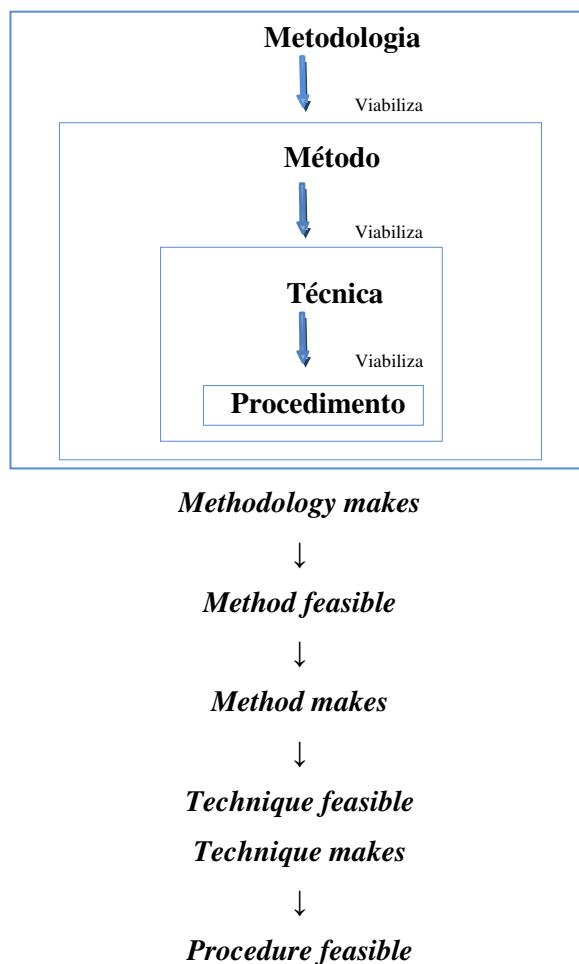 Metodologia
Viabiliza
Método
Viabiliza
Técnica
Viabiliza
Procedimento
Methodology makes
↓
Method feasible
↓
Method makes
↓
Technique feasible
Technique makes
↓
Procedure feasible